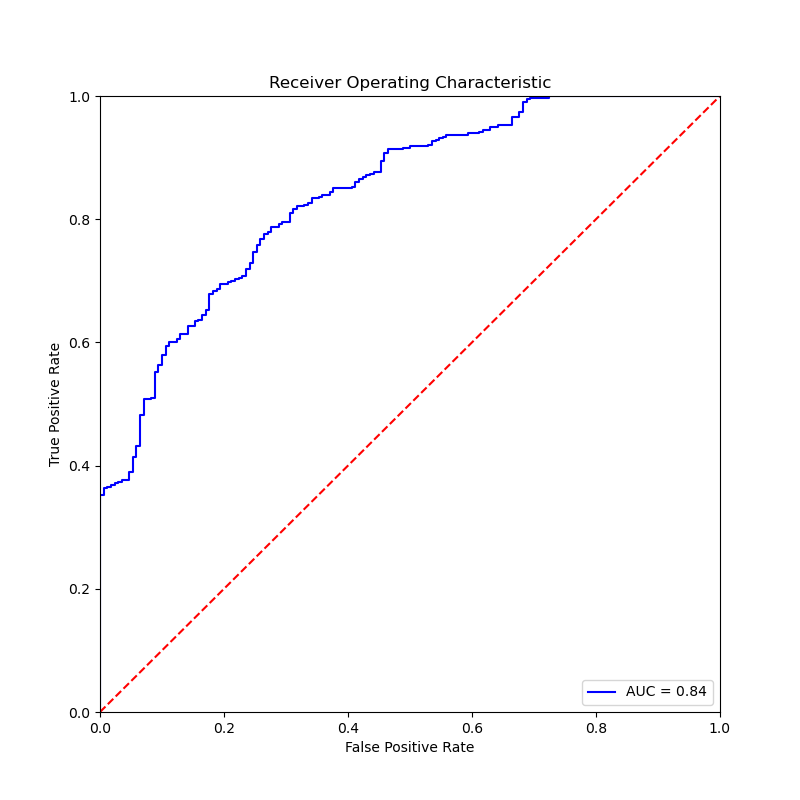 Receiver Operating Characteristic
1.0
0.8
0.6
0.4
0.2
0.0
True Positive Rate
AUC = 0.84
0.0 0.2 0.4 0.6 0.8 1.0
False Positive Rate